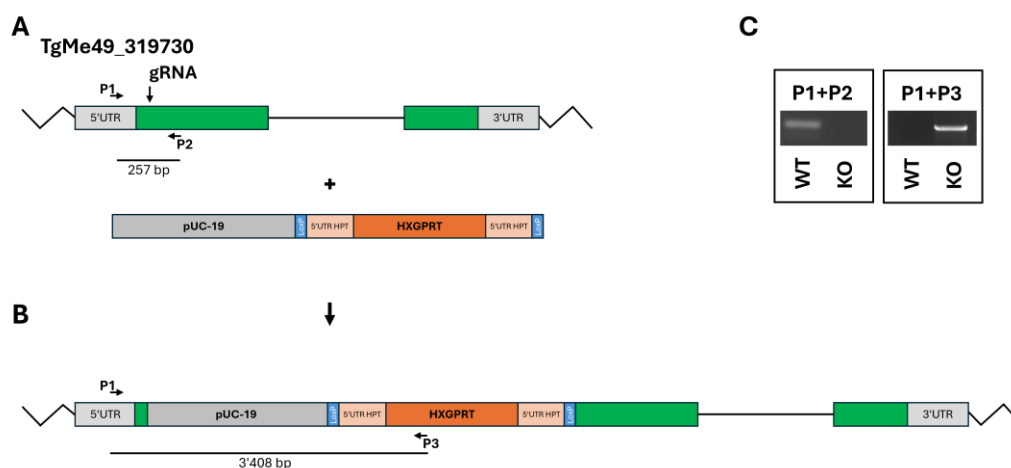 A
TgMe49_319730
gRNA
P1
5'UTR
3'UTR
P2
257 bp
+
pUC-19
LoxP
5'UTR HPT
HXGPRT
5'UTR HPT
LoxP
B
P1
5'UTR
pUC-19
LoxP
5'UTR HPT
HXGPRT
5'UTR HPT
LoxP
3'UTR
P3
3'408 bp
C
P1+P2
WT
KO
P1+P3
WT
KO